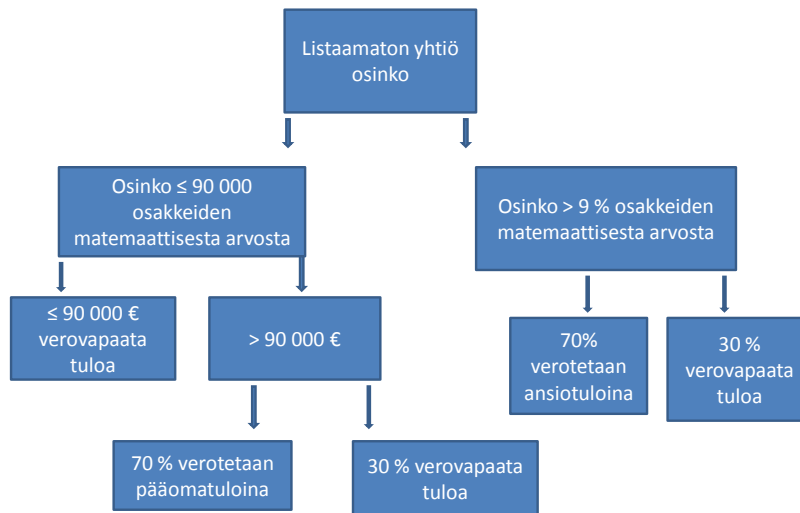 Listaamaton yhtiö
osinko
Osinko ≤ 90 000
osakkeiden
matemaattisesta arvosta
Osinko > 9 % osakkeiden
matemaattisesta arvosta
≤ 90 000 €
verovapaata
tuloa
> 90 000 €
70%
verotetaan
ansiotuloina
30 %
verovapaata
tuloa
70 % verotetaan
pääomatuloina
30 % verovapaata
tuloa